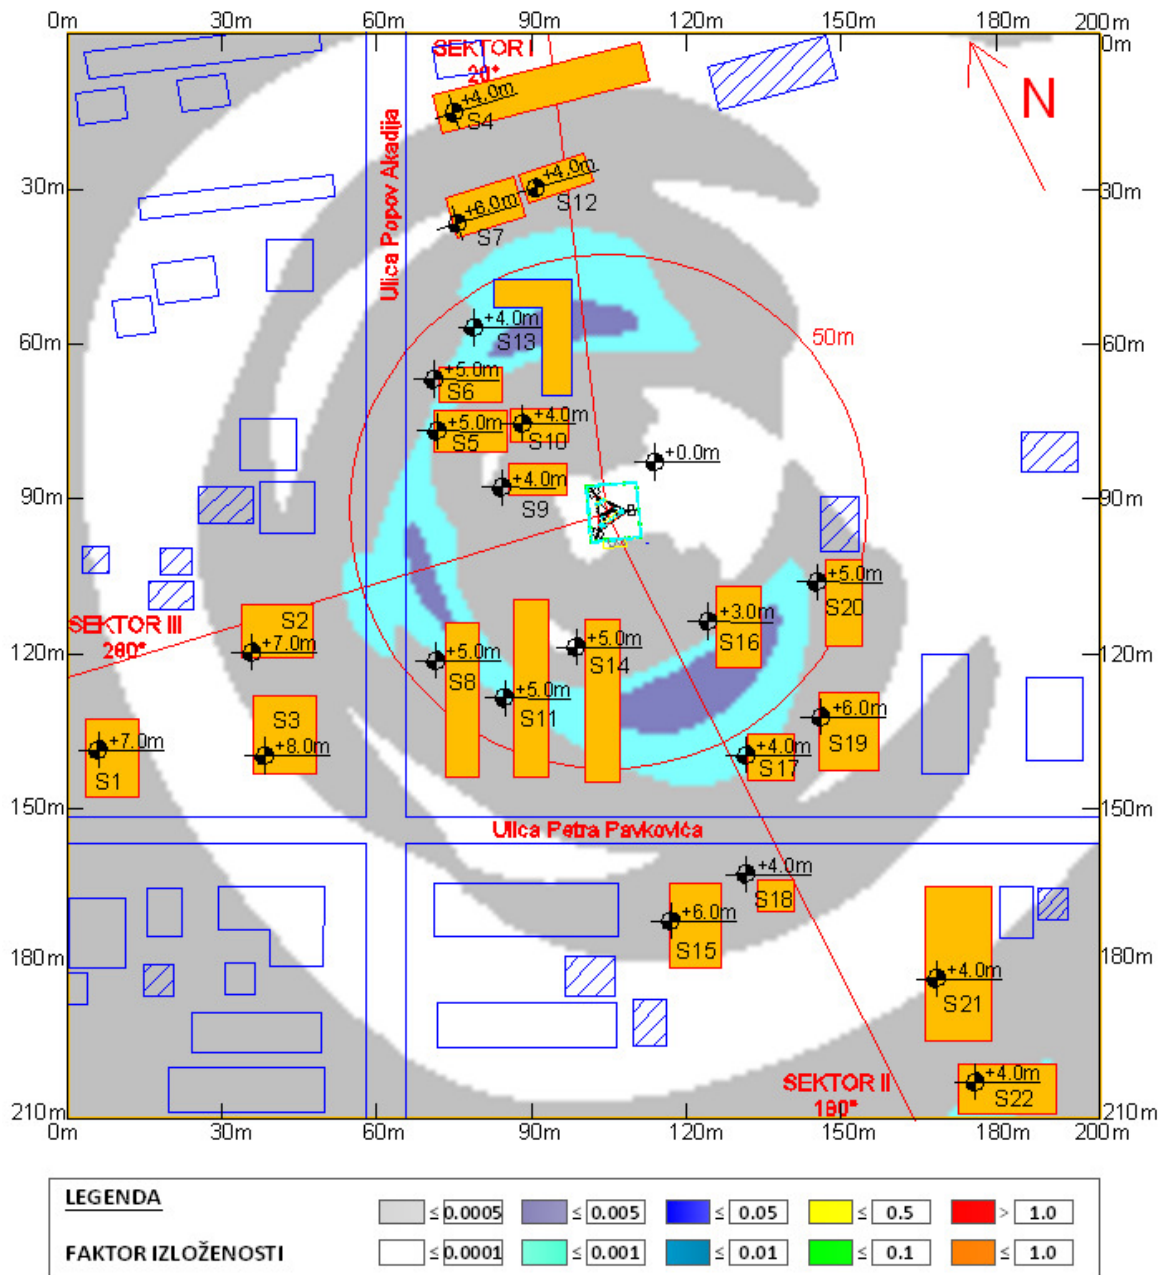 0m 30m 60m 90m 120m 150m 180m 200m
0m
SEKTOR I
20°
N
+4.0m
S4
Ulica Popov Akadija
30m
30m
+4.0m
S12
+6.0m
S7
+4.0m
S13
60m
60m
50m
+5.0m
S6
+5.0m
S5
+4.0m
S10
+0.0m
+4.0m
S9
90m
90m
SEKTOR III
260°
S2
+7.0m
+5.0m
S20
+3.0m
S16
120m
120m
+5.0m
S8
+5.0m
S14
+5.0m
S11
S3
+8.0m
+7.0m
S1
+6.0m
S19
+4.0m
S17
150m
150m
Ulica Petra Pavkovića
+4.0m
S18
+6.0m
S15
180m
180m
+4.0m
S21
+4.0m
S22
SEKTOR II
190°
210m
210m
0m 30m 60m 90m 120m 150m 180m 200m
LEGENDA
≤ 0.0005 ≤ 0.005 ≤ 0.05 ≤ 0.5 > 1.0
FAKTOR IZLOŽENOSTI
≤ 0.0001 ≤ 0.001 ≤ 0.01 ≤ 0.1 ≤ 1.0